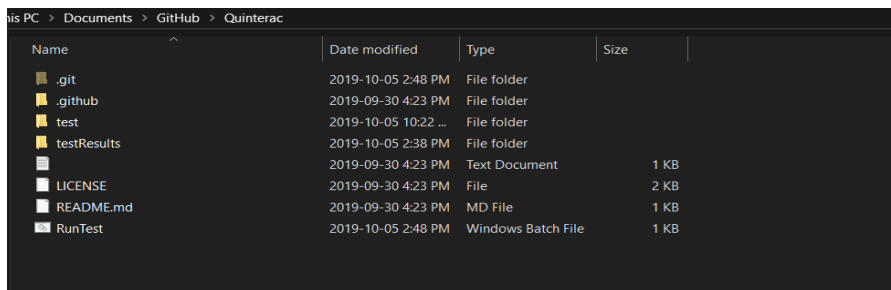 his PC > Documents > GitHub > Quinterac
Name Date modified Type Size
.git 2019-10-05 2:48 PM File folder
.github 2019-09-30 4:23 PM File folder
test 2019-10-05 10:22 ... File folder
testResults 2019-10-05 2:38 PM File folder
2019-09-30 4:23 PM Text Document 1 KB
LICENSE 2019-09-30 4:23 PM File 2 KB
README.md 2019-09-30 4:23 PM MD File 1 KB
RunTest 2019-10-05 2:48 PM Windows Batch File 1 KB